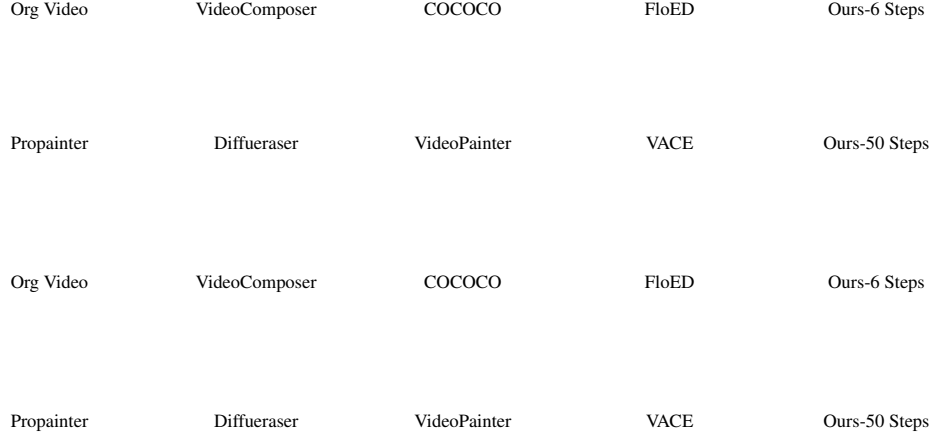 Org Video VideoComposer COCOCO FloED Ours-6 Steps
Propainter Diffueraser VideoPainter VACE Ours-50 Steps
Org Video VideoComposer COCOCO FloED Ours-6 Steps
Propainter Diffueraser VideoPainter VACE Ours-50 Steps